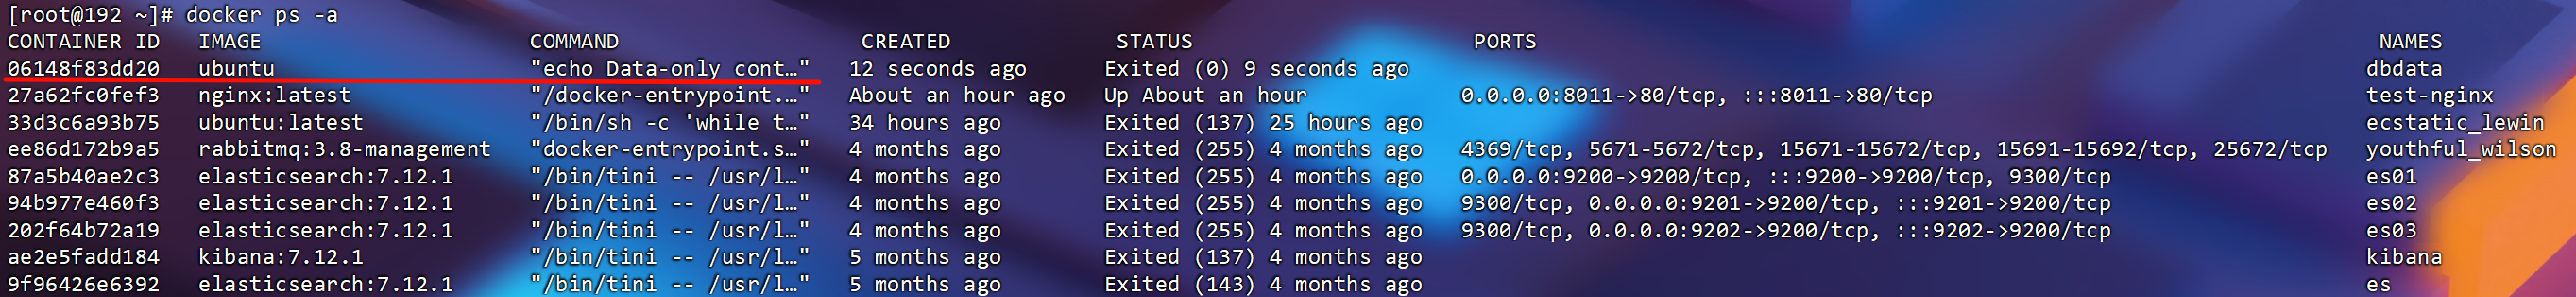 [root@192 ~]# docker ps -a
CONTAINER ID   IMAGE                     COMMAND                   CREATED             STATUS                      PORTS                                                                  NAMES
06148f83dd20   ubuntu                    "echo Data-only cont…"   12 seconds ago      Exited (0) 9 seconds ago                                                                           dbdata
27a62fc0fef3   nginx:latest              "/docker-entrypoint.…"   About an hour ago   Up About an hour            0.0.0.0:8011->80/tcp, :::8011->80/tcp                                  test-nginx
33d3c6a93b75   ubuntu:latest             "/bin/sh -c 'while t…"   34 hours ago        Exited (137) 25 hours ago                                                                          ecstatic_lewin
ee86d172b9a5   rabbitmq:3.8-management   "docker-entrypoint.s…"   4 months ago        Exited (255) 4 months ago   4369/tcp, 5671-5672/tcp, 15671-15672/tcp, 15691-15692/tcp, 25672/tcp   youthful_wilson
87a5b40ae2c3   elasticsearch:7.12.1      "/bin/tini -- /usr/l…"   4 months ago        Exited (255) 4 months ago   0.0.0.0:9200->9200/tcp, :::9200->9200/tcp, 9300/tcp                    es01
94b977e460f3   elasticsearch:7.12.1      "/bin/tini -- /usr/l…"   4 months ago        Exited (255) 4 months ago   9300/tcp, 0.0.0.0:9201->9200/tcp, :::9201->9200/tcp                    es02
202f64b72a19   elasticsearch:7.12.1      "/bin/tini -- /usr/l…"   4 months ago        Exited (255) 4 months ago   9300/tcp, 0.0.0.0:9202->9200/tcp, :::9202->9200/tcp                    es03
ae2e5fadd184   kibana:7.12.1             "/bin/tini -- /usr/l…"   5 months ago        Exited (137) 4 months ago                                                                          kibana
9f96426e6392   elasticsearch:7.12.1      "/bin/tini -- /usr/l…"   5 months ago        Exited (143) 4 months ago                                                                          es